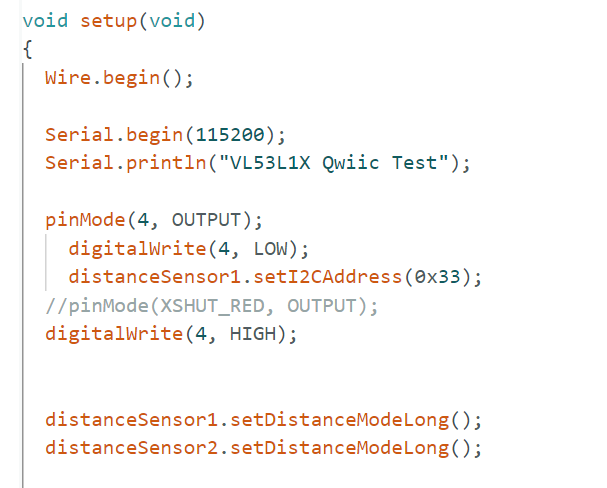 void setup(void)
{
Wire.begin();
Serial.begin(115200);
Serial.println("VL53L1X Qwiic Test");
pinMode(4, OUTPUT);
digitalWrite(4, LOW);
distanceSensor1.setI2CAddress(0x33);
//pinMode(XSHUT_RED, OUTPUT);
digitalWrite(4, HIGH);
distanceSensor1.setDistanceModeLong();
distanceSensor2.setDistanceModeLong();